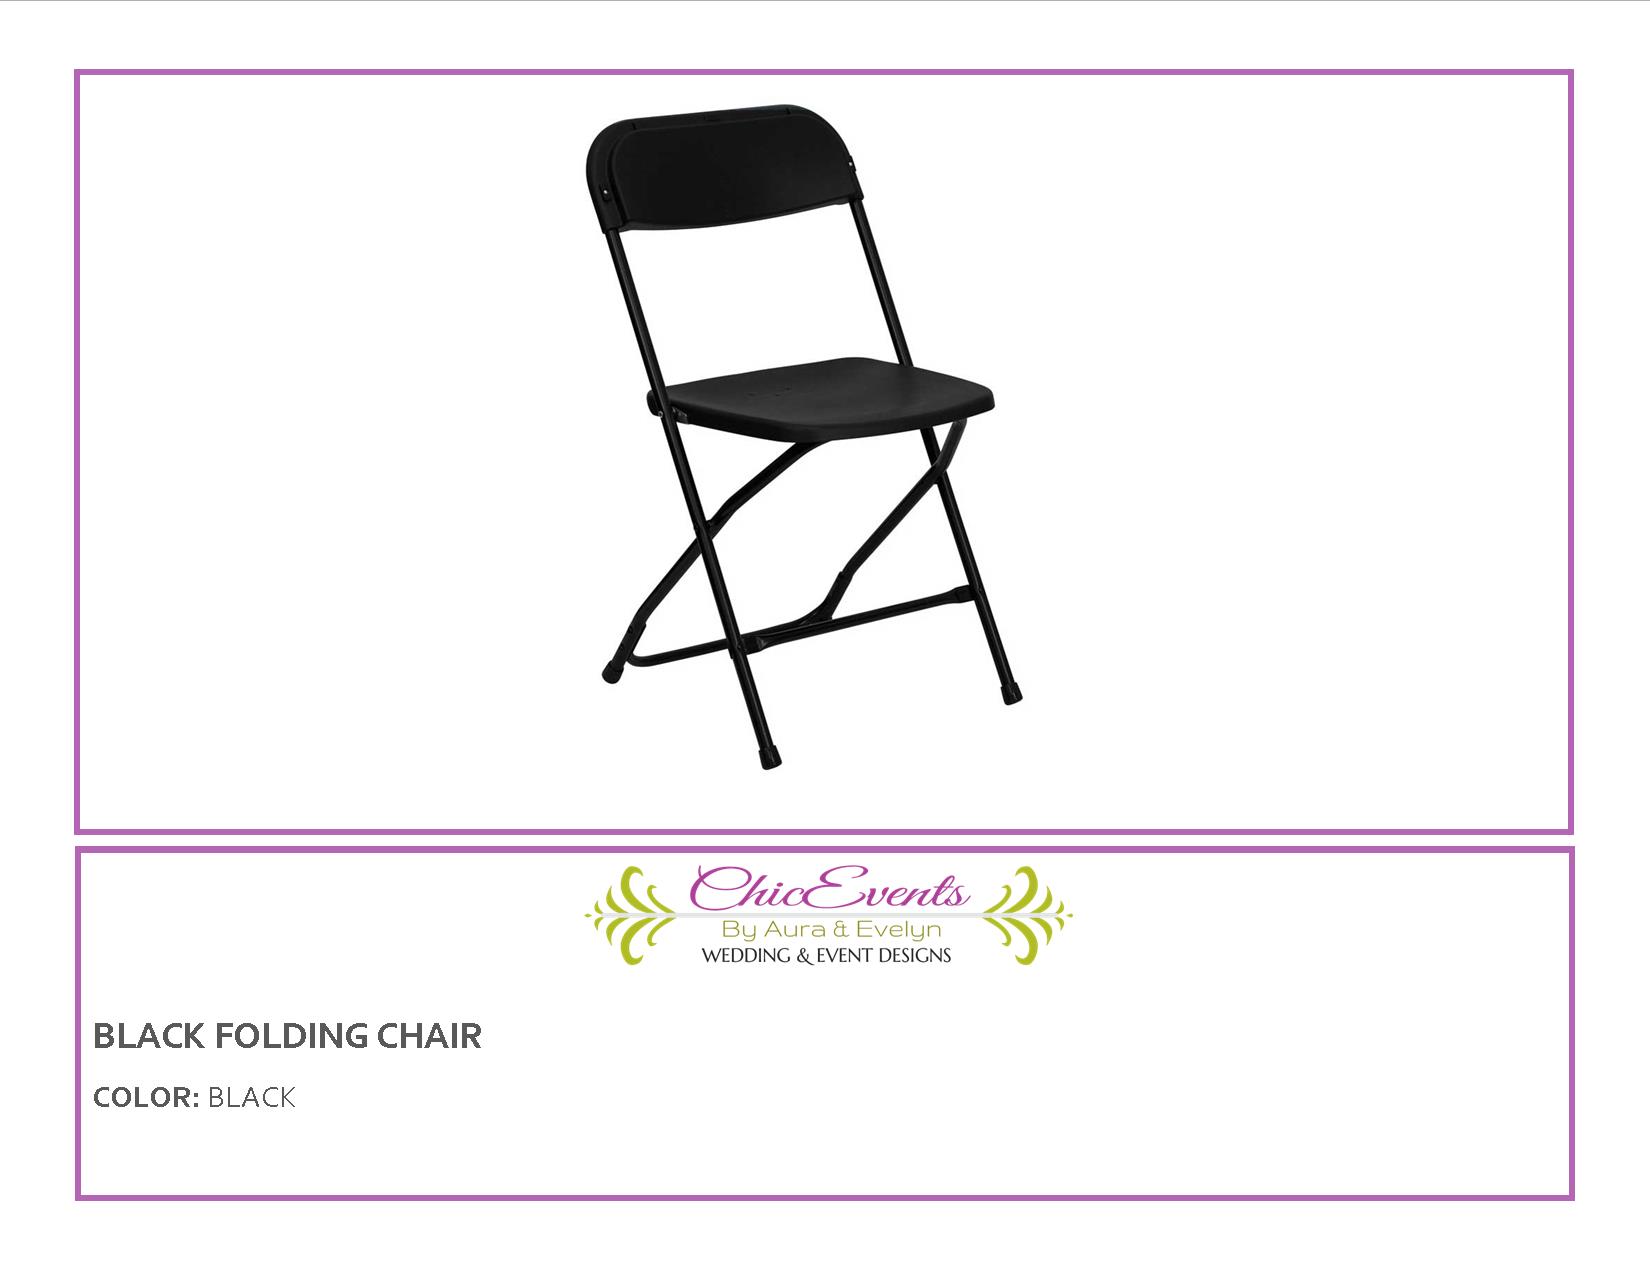 ChicEvents
By Aura & Evelyn
WEDDING & EVENT DESIGNS
BLACK FOLDING CHAIR
COLOR: BLACK